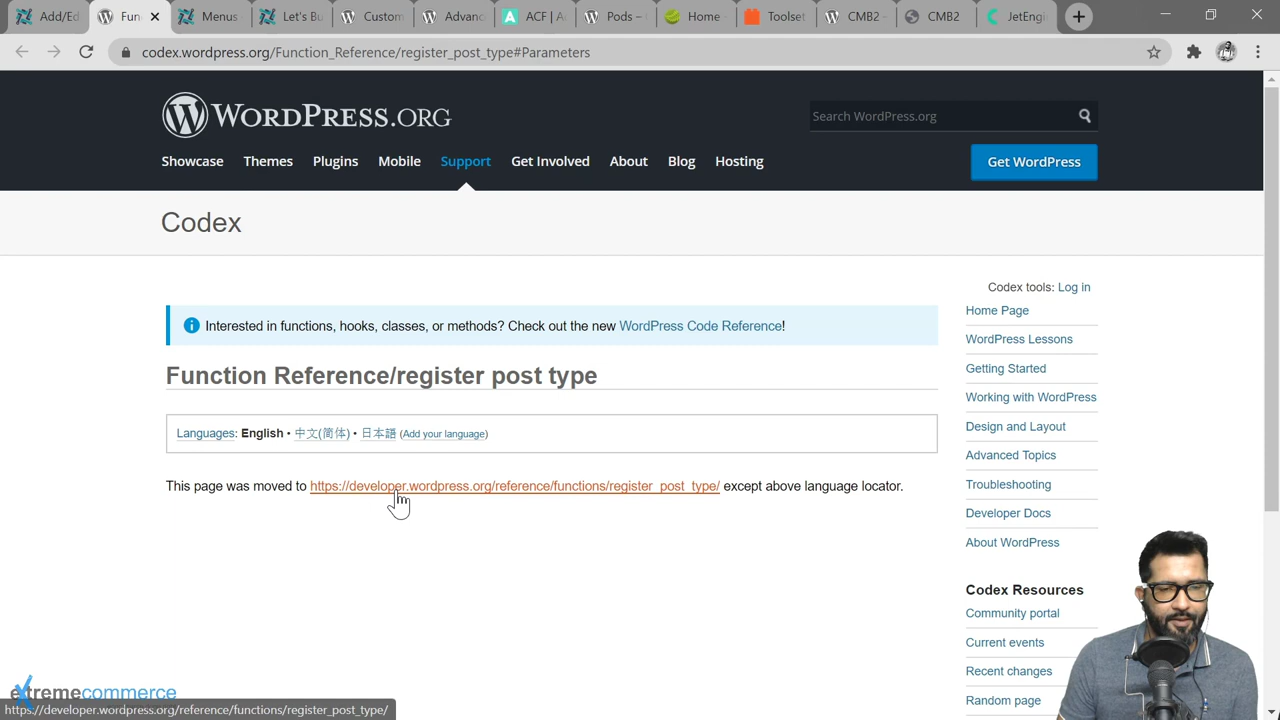 Add/Ed
Fun
Menus
Let's Bu
Custom
Advanc
ACF | A
Pods –
Home -
Toolset
CMB2 –
CMB2
JetEngi
codex.wordpress.org/Function_Reference/register_post_type#Parameters
WORDPRESS.ORG
Search WordPress.org
Showcase Themes Plugins Mobile Support Get Involved About Blog Hosting
Get WordPress
Codex
Codex tools: Log in
Interested in functions, hooks, classes, or methods? Check out the new WordPress Code Reference!
Function Reference/register post type
Languages: English • 中文(简体) • 日本語 (Add your language)
This page was moved to https://developer.wordpress.org/reference/functions/register_post_type/ except above language locator.
Home Page
WordPress Lessons
Getting Started
Working with WordPress
Design and Layout
Advanced Topics
Troubleshooting
Developer Docs
About WordPress
Codex Resources
Community portal
Current events
Recent changes
Random page
extremecommerce
https://developer.wordpress.org/reference/functions/register_post_type/